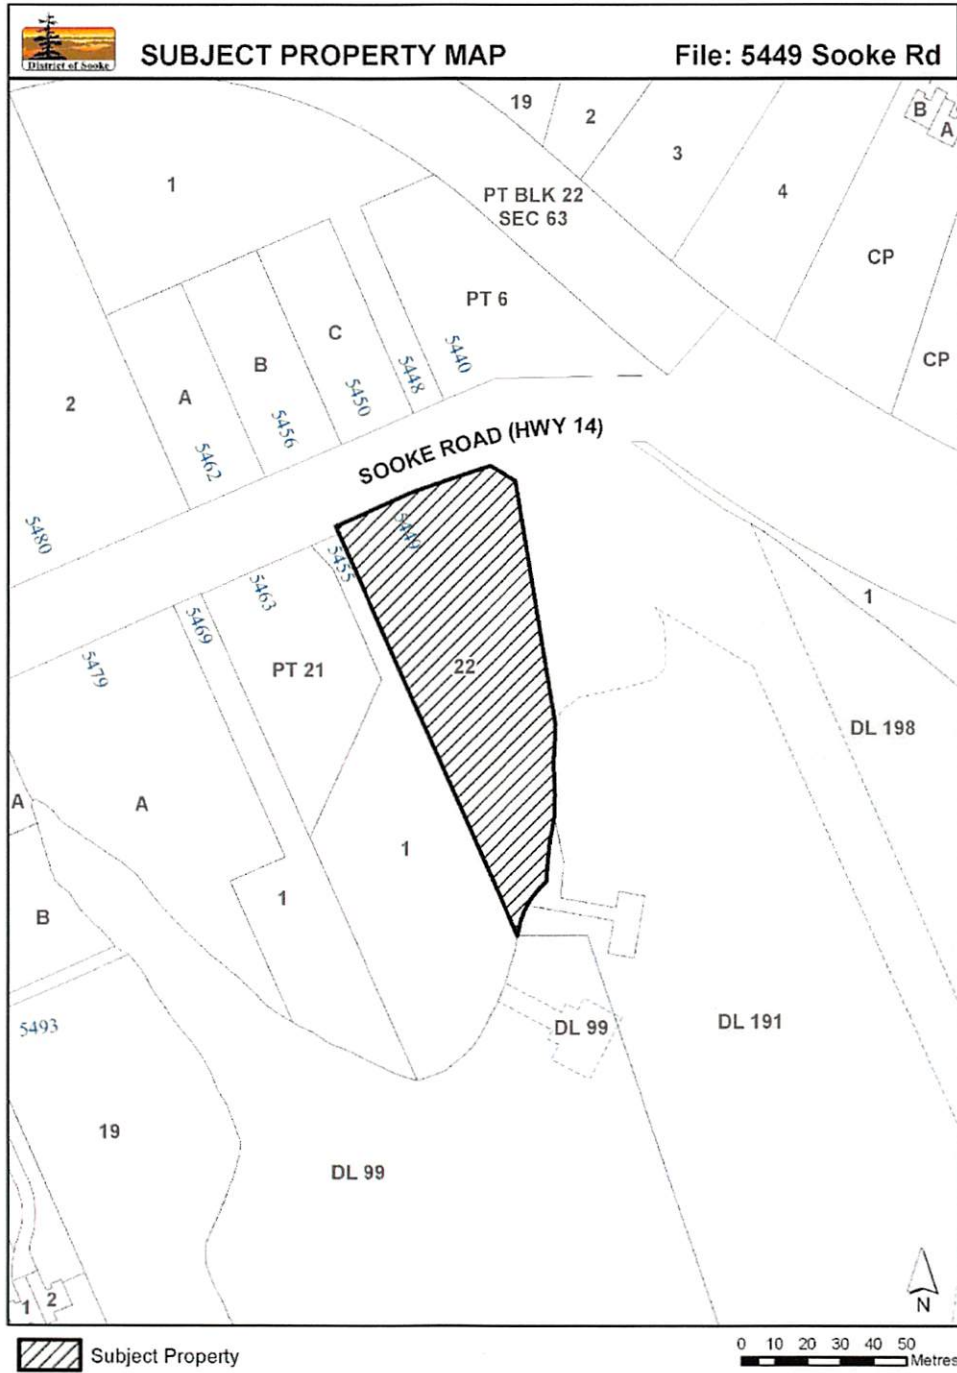 District of Sooke
SUBJECT PROPERTY MAP
File: 5449 Sooke Rd
19
2
B
A
3
1
4
PT BLK 22
SEC 63
CP
PT 6
C
B
5440
5448
CP
A
2
5450
5456
SOOKE ROAD (HWY 14)
5462
5480
5449
5455
5463
1
5469
5479
PT 21
22
DL 198
A
A
1
1
B
5493
DL 99
DL 191
19
DL 99
1
2
N
Subject Property
0 10 20 30 40 50
Metres